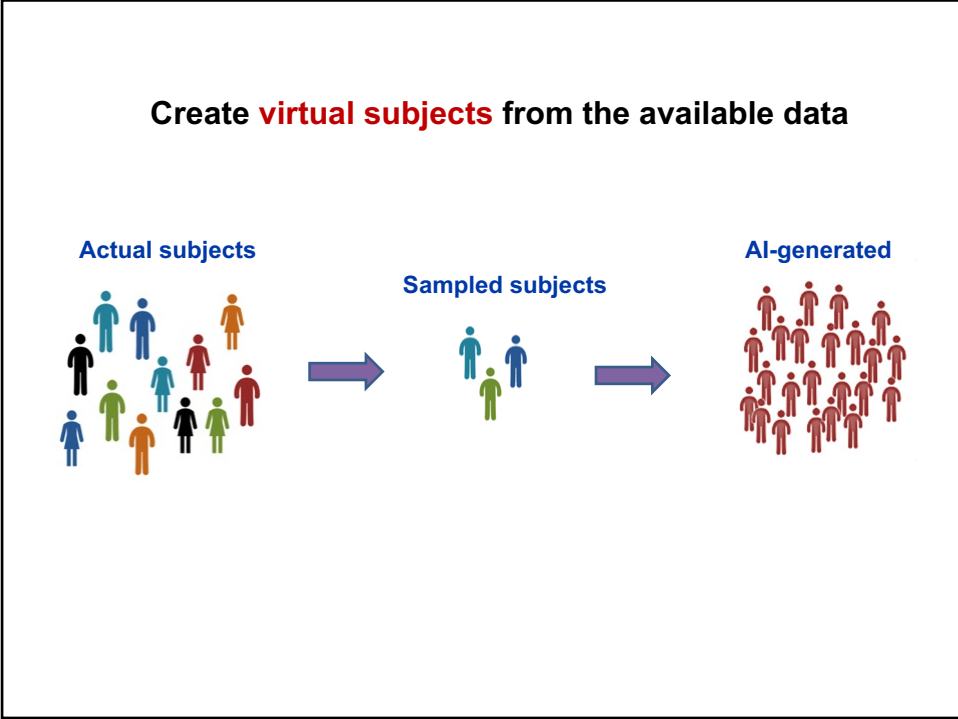 Create virtual subjects from the available data
Actual subjects
Sampled subjects
AI-generated